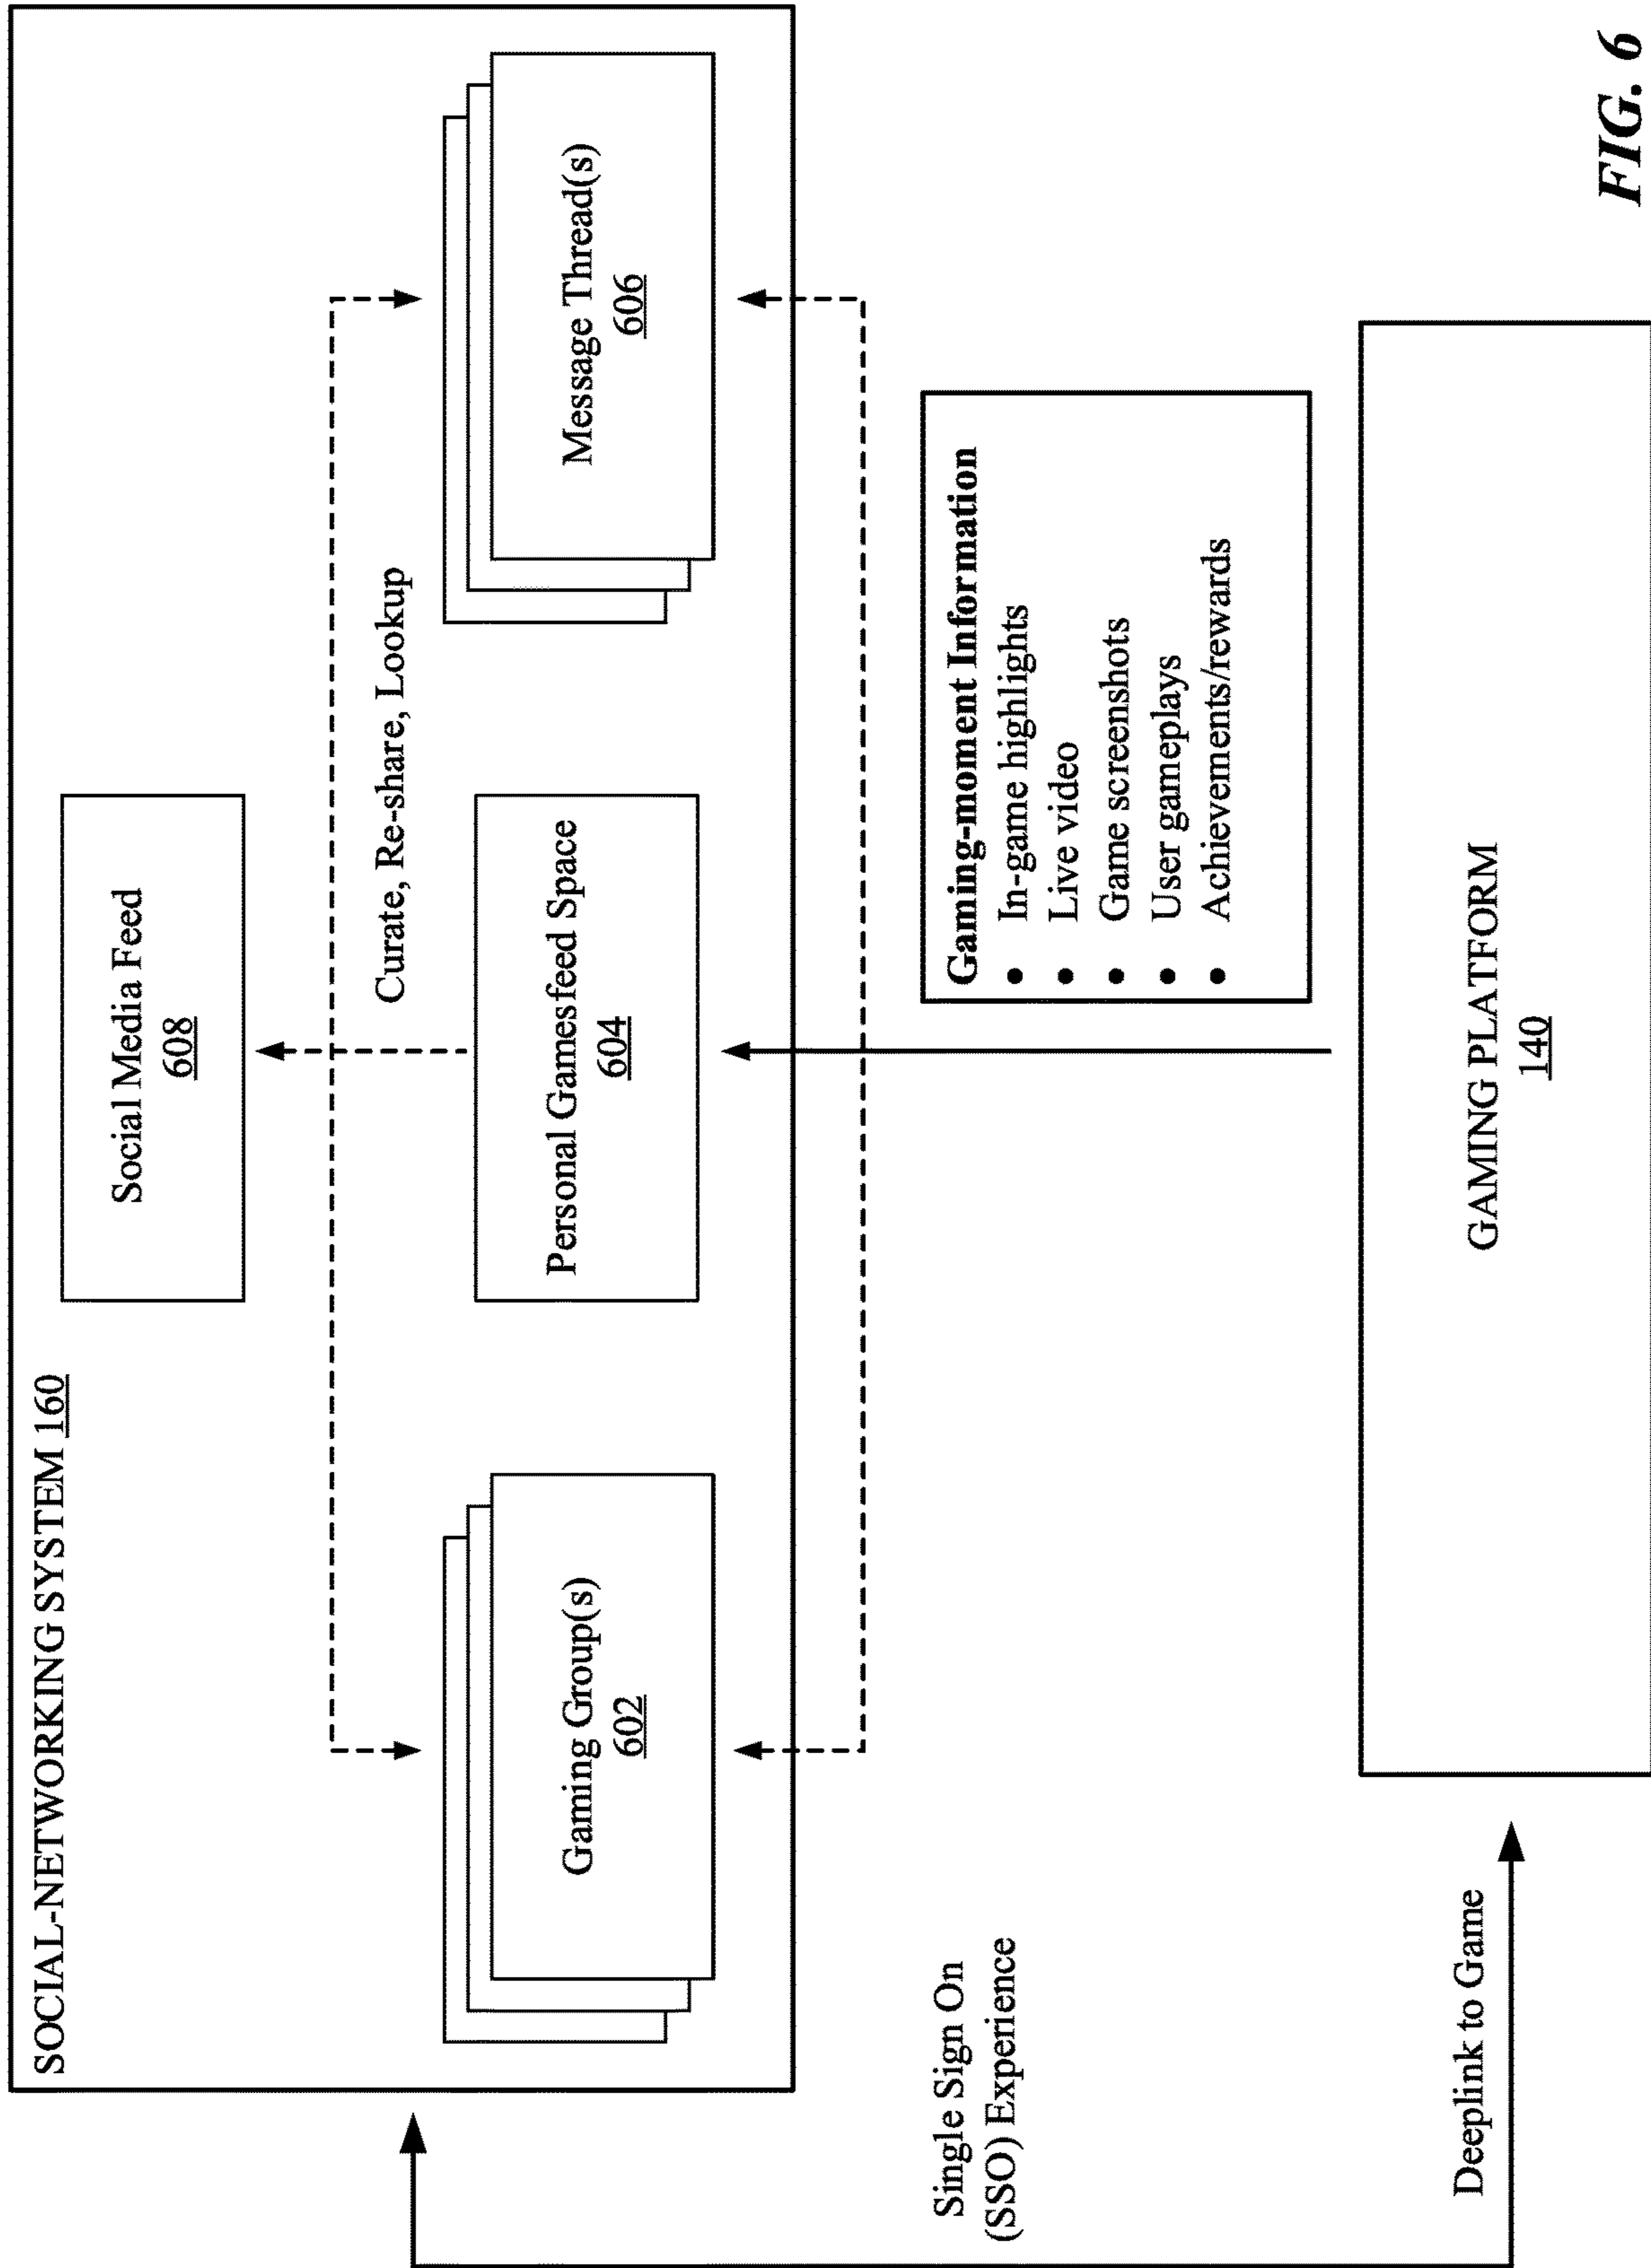 SOCIAL-NETWORKING SYSTEM 160
Social Media Feed
608
Curate, Re-share, Lookup
Gaming Group(s)
602
Personal Gamesfeed Space
604
Message Thread(s)
606
Single Sign On
(SSO) Experience
Gaming-moment Information
• In-game highlights
• Live video
• Game screenshots
• User gameplays
• Achievements/rewards
Deeplink to Game
GAMING PLATFORM
140
FIG. 6